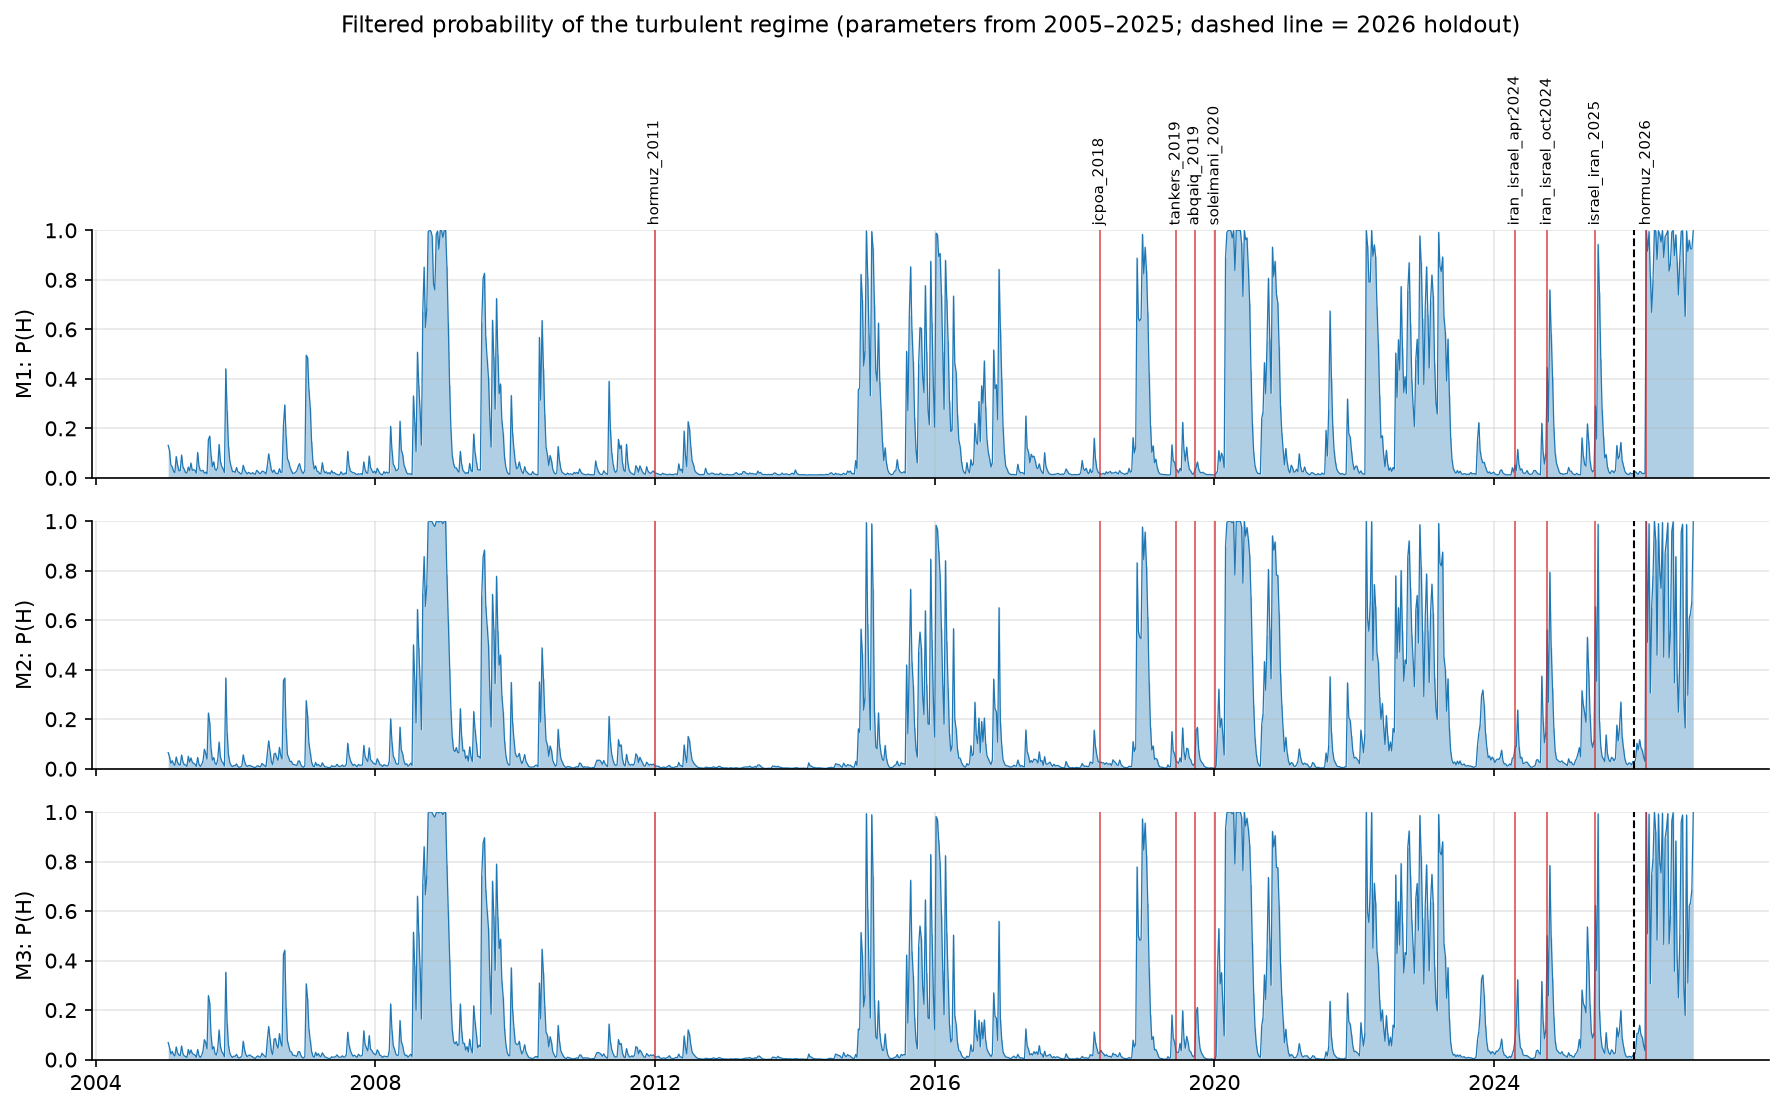 Filtered probability of the turbulent regime (parameters from 2005–2025; dashed line = 2026 holdout)
hormuz_2011
jcpoa_2018
tankers_2019
abqaiq_2019
soleimani_2020
iran_israel_apr2024
iran_israel_oct2024
israel_iran_2025
hormuz_2026
M1: P(H)
1.0
0.8
0.6
0.4
0.2
0.0
M2: P(H)
1.0
0.8
0.6
0.4
0.2
0.0
M3: P(H)
1.0
0.8
0.6
0.4
0.2
0.0
2004 2008 2012 2016 2020 2024